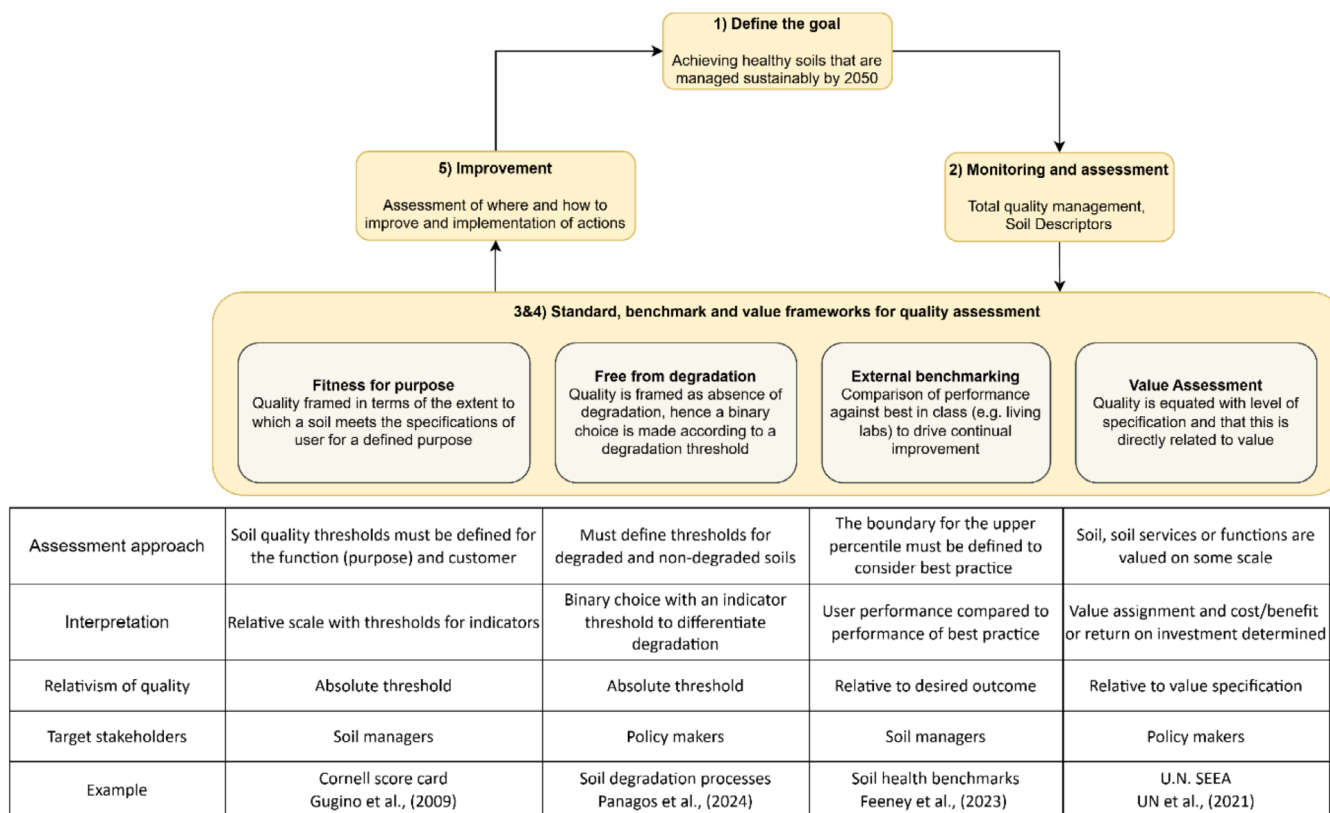 1) Define the goal
Achieving healthy soils that are
managed sustainably by 2050
5) Improvement
Assessment of where and how to
improve and implementation of actions
2) Monitoring and assessment
Total quality management,
Soil Descriptors
3&4) Standard, benchmark and value frameworks for quality assessment
Fitness for purpose
Quality framed in terms of the extent to
which a soil meets the specifications of
user for a defined purpose
Free from degradation
Quality is framed as absence of
degradation, hence a binary
choice is made according to a
degradation threshold
External benchmarking
Comparison of performance
against best in class (e.g. living
labs) to drive continual
improvement
Value Assessment
Quality is equated with level of
specification and that this is
directly related to value
Assessment approach
Soil quality thresholds must be defined for
the function (purpose) and customer
Must define thresholds for
degraded and non-degraded soils
The boundary for the upper
percentile must be defined to
consider best practice
Soil, soil services or functions are
valued on some scale
Interpretation
Relative scale with thresholds for indicators
Binary choice with an indicator
threshold to differentiate
degradation
User performance compared to
performance of best practice
Value assignment and cost/benefit
or return on investment determined
Relativism of quality
Absolute threshold
Absolute threshold
Relative to desired outcome
Relative to value specification
Target stakeholders
Soil managers
Policy makers
Soil managers
Policy makers
Example
Cornell score card
Gugino et al., (2009)
Soil degradation processes
Panagos et al., (2024)
Soil health benchmarks
Feeney et al., (2023)
U.N. SEEA
UN et al., (2021)